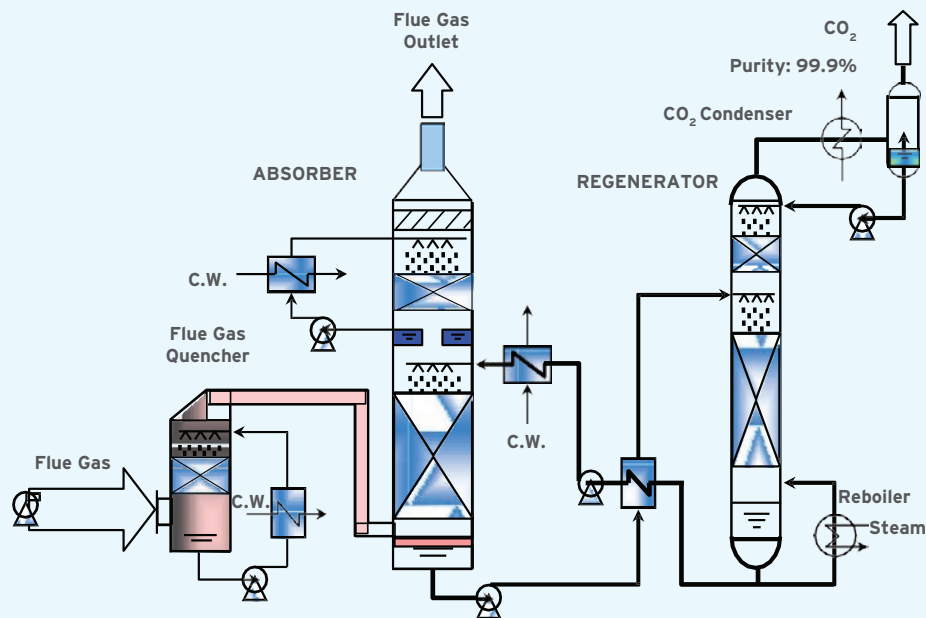 Flue Gas
Outlet
CO2
Purity: 99.9%
CO2 Condenser
ABSORBER
REGENERATOR
C.W.
Flue Gas
Quencher
C.W.
Flue Gas
C.W.
Reboiler
Steam